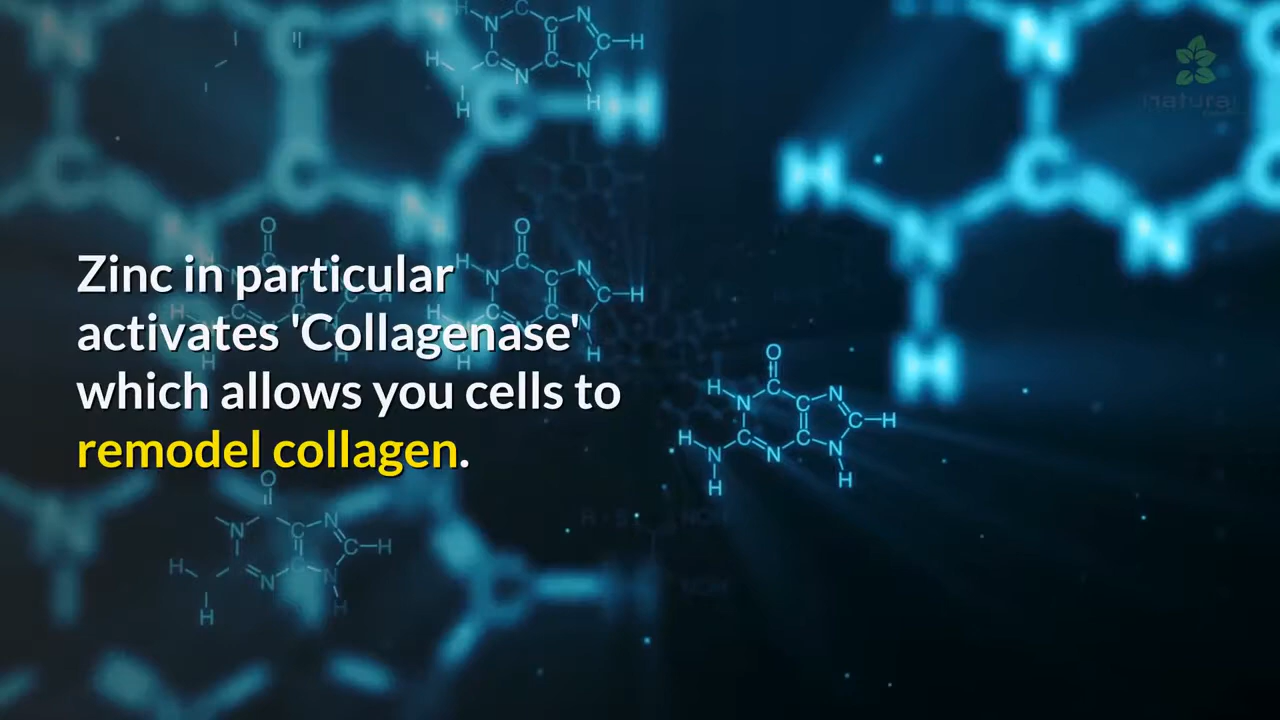 Zinc in particular
activates 'Collagenase'
which allows you cells to
remodel collagen.